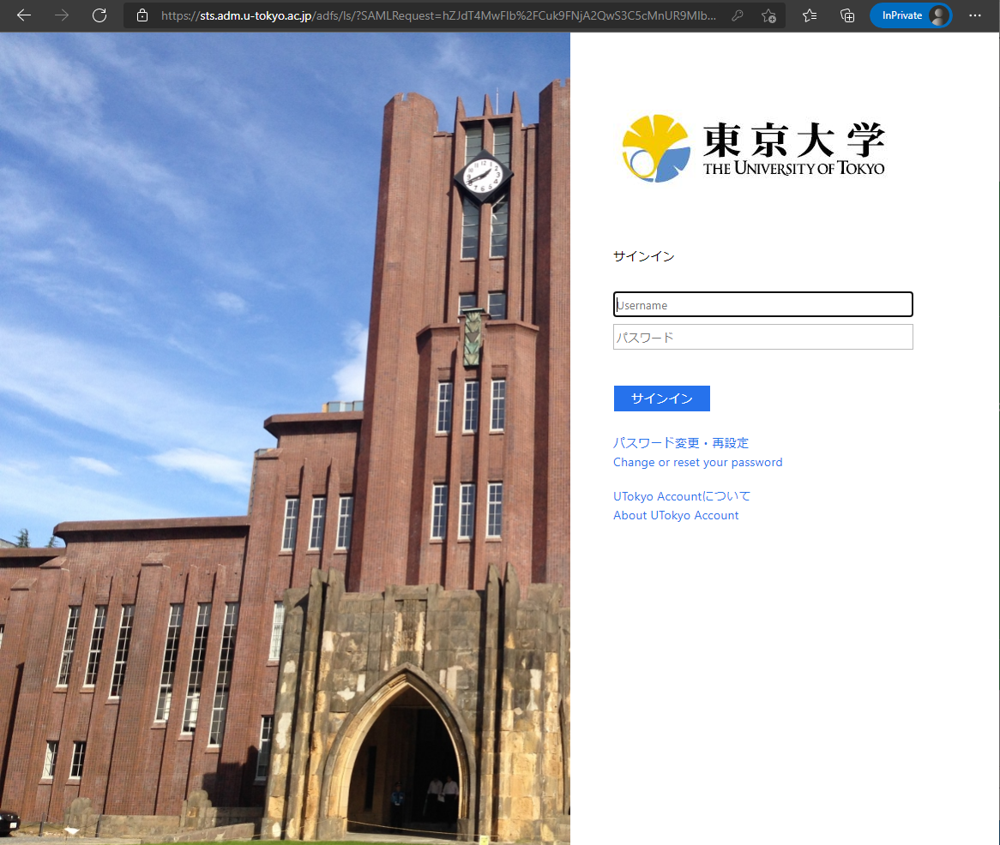 https://sts.adm.u-tokyo.ac.jp/adfs/ls/?SAMLRequest=hZJdT4MwFIb%2FCuk9FNjA2QwS3C5cMnUR9MIb...
InPrivate
東京大学
THE UNIVERSITY OF TOKYO
サインイン
Username
パスワード
サインイン
パスワード変更・再設定
Change or reset your password
UTokyo Accountについて
About UTokyo Account